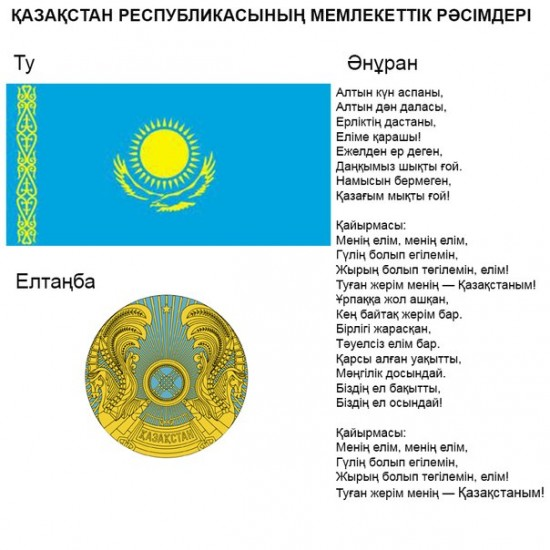 ҚАЗАҚСТАН РЕСПУБЛИКАСЫНЫҢ МЕМЛЕКЕТТІК РӘСІМДЕРІ
Ту
Әнұран
Алтын күн аспаны,
Алтын дән даласы,
Ерліктің дастаны,
Еліме қарашы!
Ежелден ер деген,
Даңқымыз шықты ғой.
Намысын бермеген,
Қазағым мықты ғой!
Қайырмасы:
Менің елім, менің елім,
Гүлің болып егілемін,
Жырың болып төгілемін, елім!
Туған жерім менің — Қазақстаным!
Ұрпаққа жол ашқан,
Кең байтақ жерім бар.
Бірлігі жарасқан,
Тәуелсіз елім бар.
Қарсы алған уақытты,
Мәңгілік досындай.
Біздің ел бақытты,
Біздің ел осындай!
Қайырмасы:
Менің елім, менің елім,
Гүлің болып егілемін,
Жырың болып төгілемін, елім!
Туған жерім менің — Қазақстаным!
Елтаңба
ҚАЗАҚСТАН